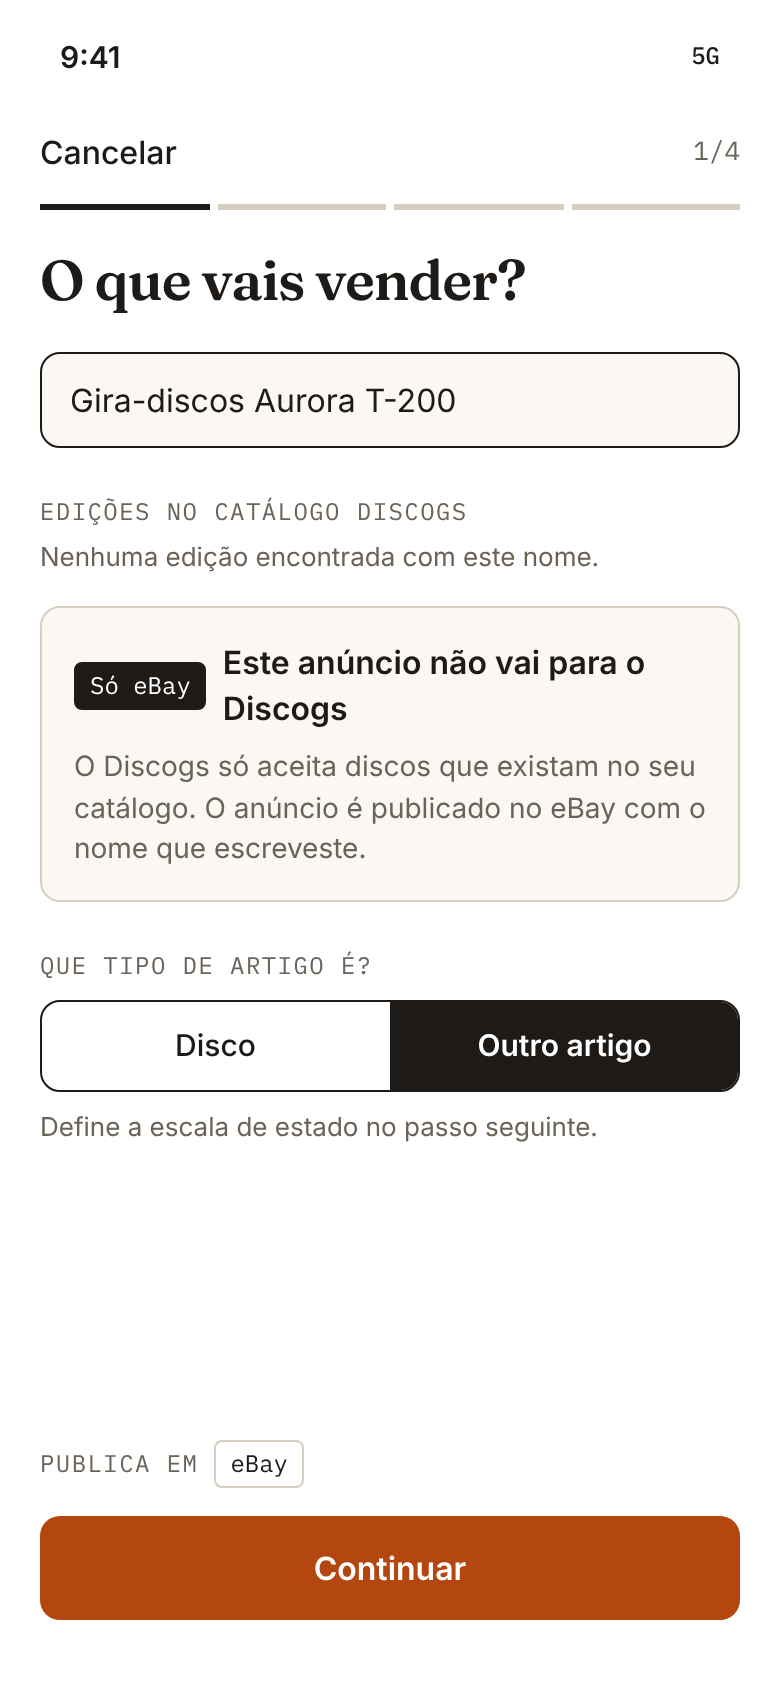 9:41
5G
Cancelar
1/4
O que vais vender?
Gira-discos Aurora T-200
EDIÇÕES NO CATÁLOGO DISCOGS
Nenhuma edição encontrada com este nome.
Só eBay
Este anúncio não vai para o
Discogs
O Discogs só aceita discos que existam no seu
catálogo. O anúncio é publicado no eBay com o
nome que escreveste.
QUE TIPO DE ARTIGO É?
Disco
Outro artigo
Define a escala de estado no passo seguinte.
PUBLICA EM
eBay
Continuar